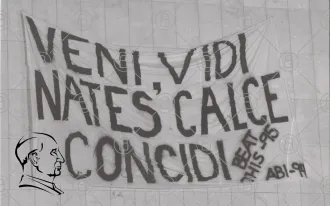 VENI, VIDI
NATES CALCE
CONCIDI
BEAT
THIS -95
ABI-94